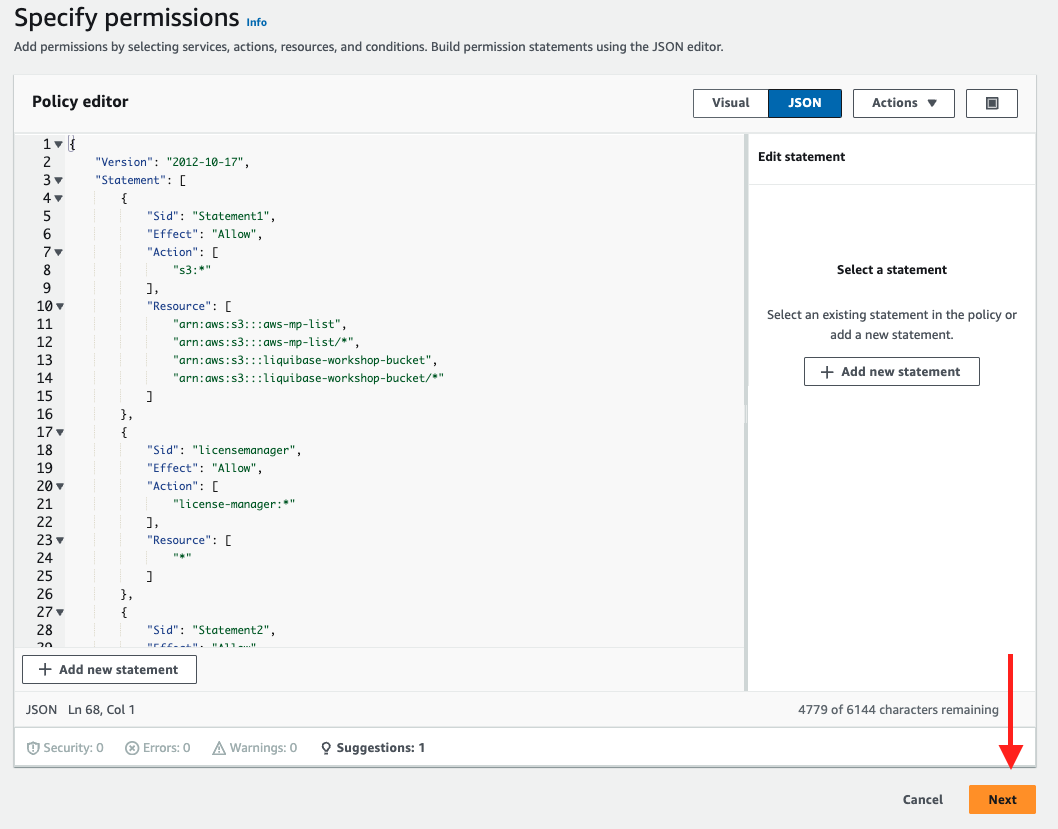 Specify permissions Info
Add permissions by selecting services, actions, resources, and conditions. Build permission statements using the JSON editor.
Policy editor
Visual
JSON
Actions ▼
1 {
2 "Version": "2012-10-17",
3 "Statement": [
4 {
5 "Sid": "Statement1",
6 "Effect": "Allow",
7 "Action": [
8 "s3:*"
9 ],
10 "Resource": [
11 "arn:aws:s3:::aws-mp-list",
12 "arn:aws:s3:::aws-mp-list/*",
13 "arn:aws:s3:::liquibase-workshop-bucket",
14 "arn:aws:s3:::liquibase-workshop-bucket/*"
15 ]
16 },
17 {
18 "Sid": "licensemanager",
19 "Effect": "Allow",
20 "Action": [
21 "license-manager:*"
22 ],
23 "Resource": [
24 "*"
25 ]
26 },
27 {
28 "Sid": "Statement2",
29 "Effect": "Allow"
+ Add new statement
Edit statement
Select a statement
Select an existing statement in the policy or
add a new statement.
+ Add new statement
JSON Ln 68, Col 1
4779 of 6144 characters remaining
Security: 0
Errors: 0
Warnings: 0
Suggestions: 1
Cancel
Next